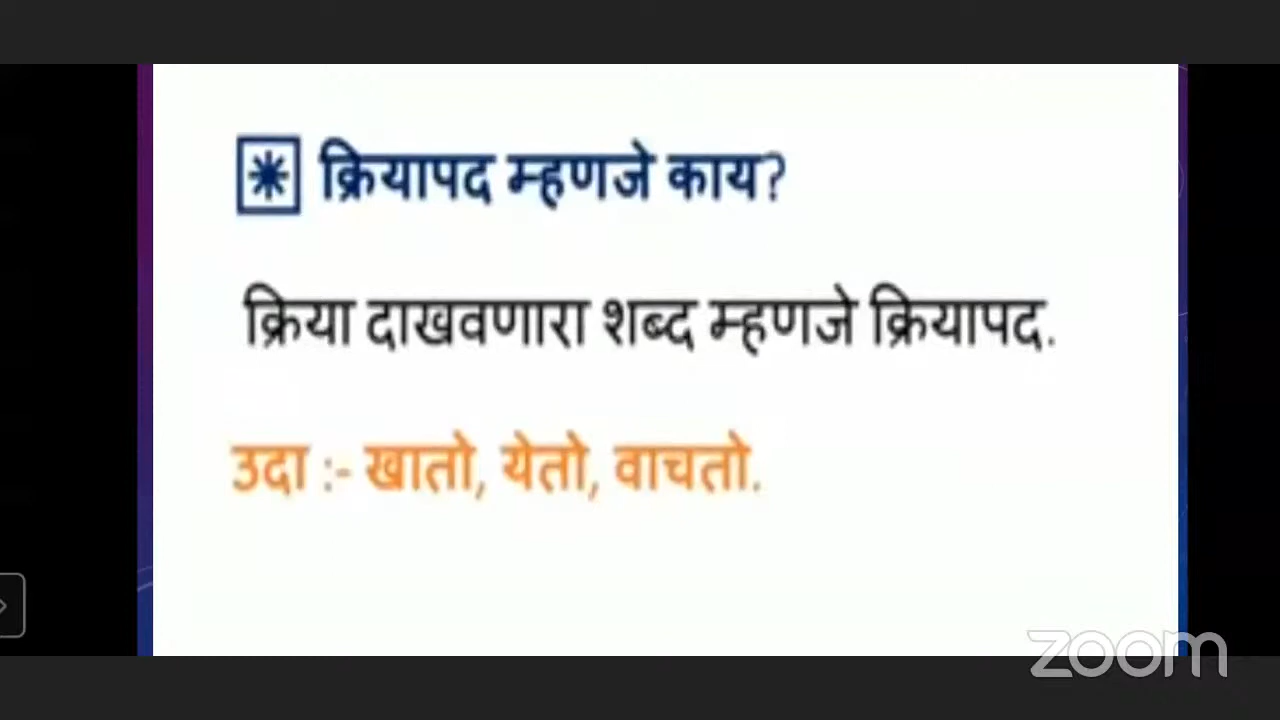 क्रियापद म्हणजे काय?
क्रिया दाखवणारा शब्द म्हणजे क्रियापद.
उदा :- खातो, येतो, वाचतो.
zoom